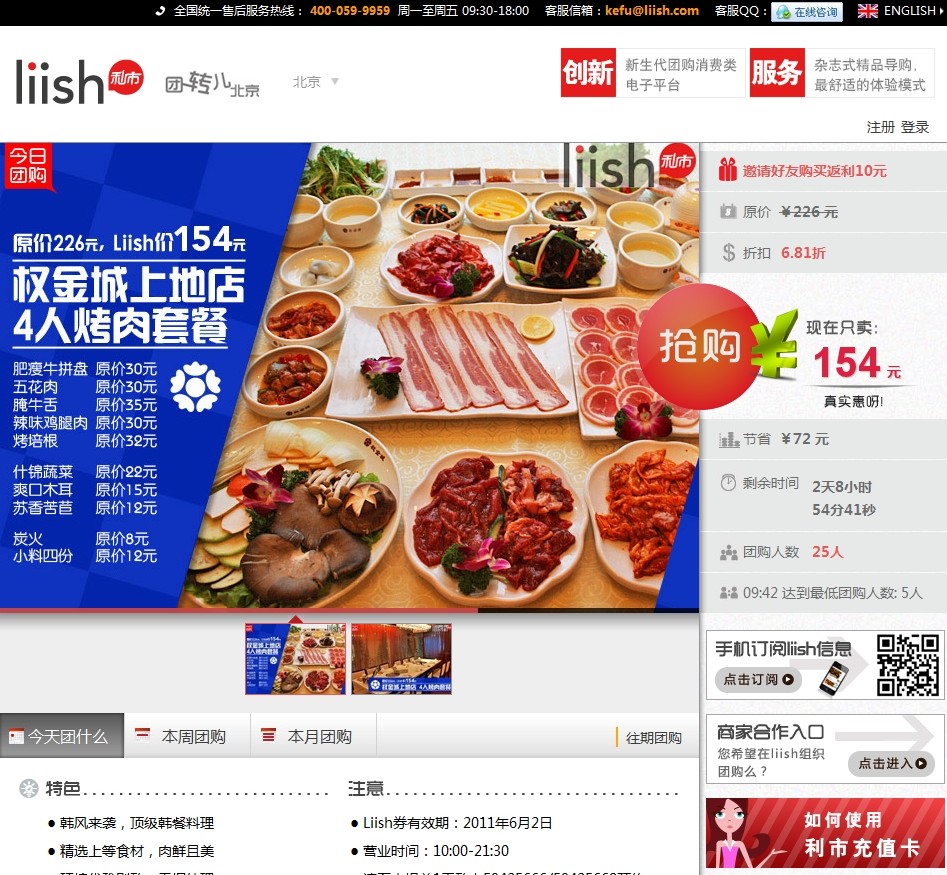 全国统一售后服务热线： 400-059-9959 周一至周五 09:30-18:00 客服信箱：kefu@liish.com 客服QQ： 在线咨询 ENGLISH
liish 利市 团-转儿北京 北京
创新 新生代团购消费类
电子平台
服务 杂志式精品导购,
最舒适的体验模式
注册 登录
今日
团购
liish 利市
原价226元, Liish价154元
权金城上地店
4人烤肉套餐
肥瘦牛拼盘 原价30元
五花肉 原价30元
腌牛舌 原价35元
辣味鸡腿肉 原价30元
烤培根 原价32元
什锦蔬菜 原价22元
爽口木耳 原价15元
苏香苦苣 原价12元
炭火 原价8元
小料四份 原价12元
邀请好友购买返利10元
原价 ￥226 元
折扣 6.81折
抢购
现在只卖:
154 元
真实惠呀!
节省 ￥72 元
剩余时间 2天8小时
54分41秒
团购人数 25人
09:42 达到最低团购人数: 5人
手机订阅liish信息
点击订阅
商家合作入口
您希望在liish组织
团购么？
点击进入
如何使用
利市充值卡
今天团什么 本周团购 本月团购 往期团购
特色
● 韩风来袭，顶级韩餐料理
● 精选上等食材，肉鲜且美
注意
● Liish券有效期：2011年6月2日
● 营业时间：10:00-21:30